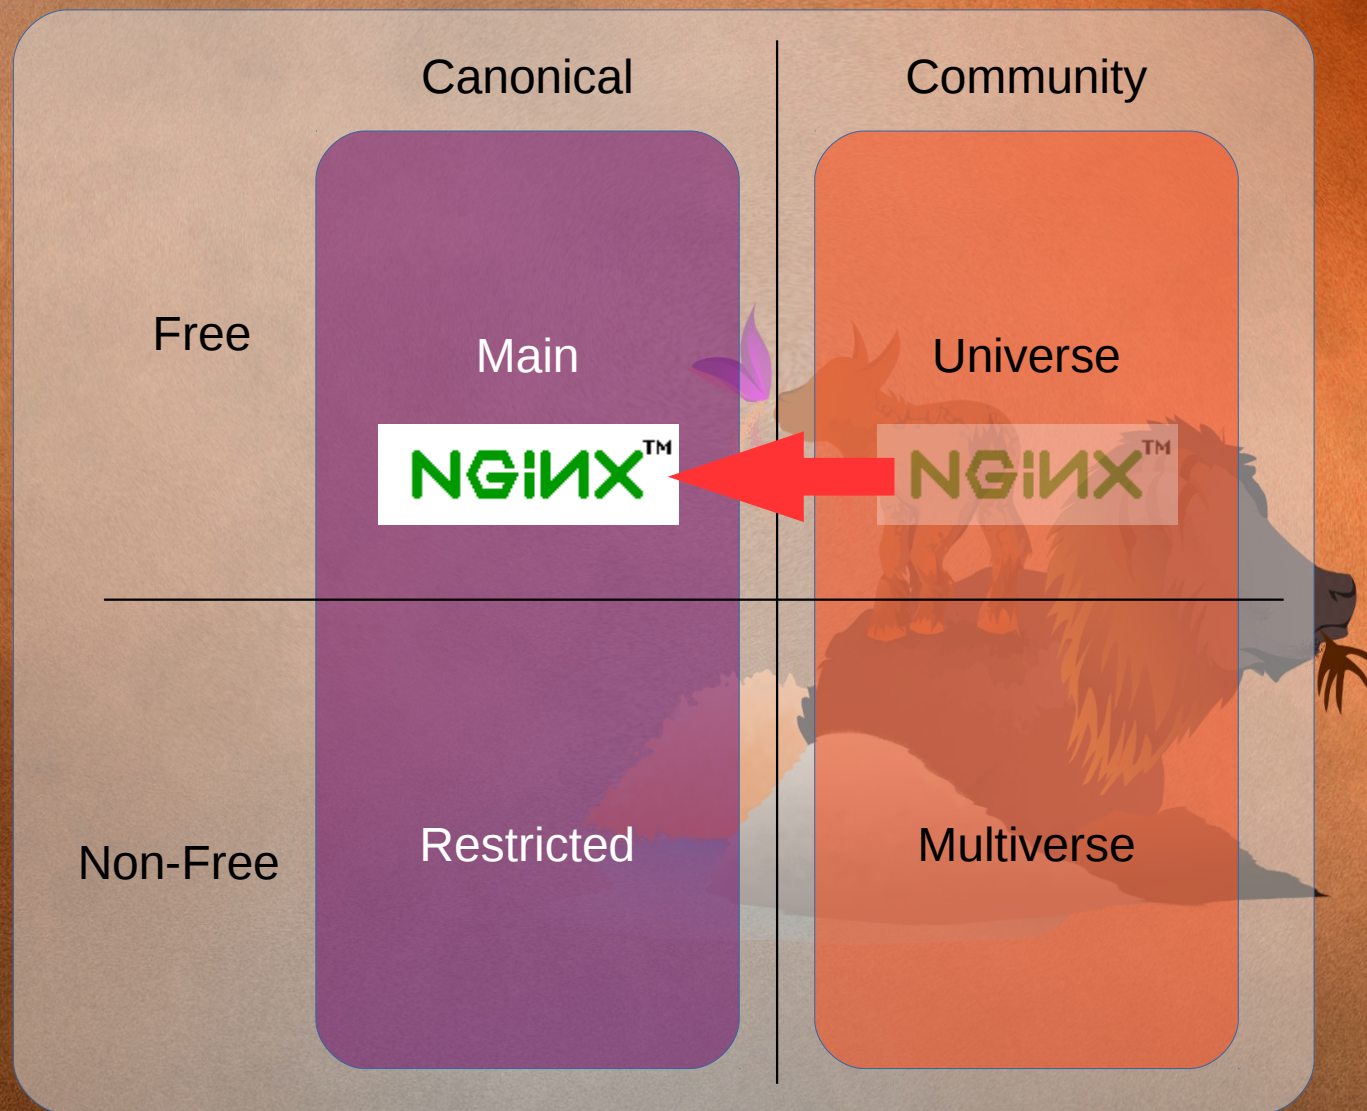 Canonical
Community
Free
Main
Universe
NGiNX™
NGiNX™
Non-Free
Restricted
Multiverse